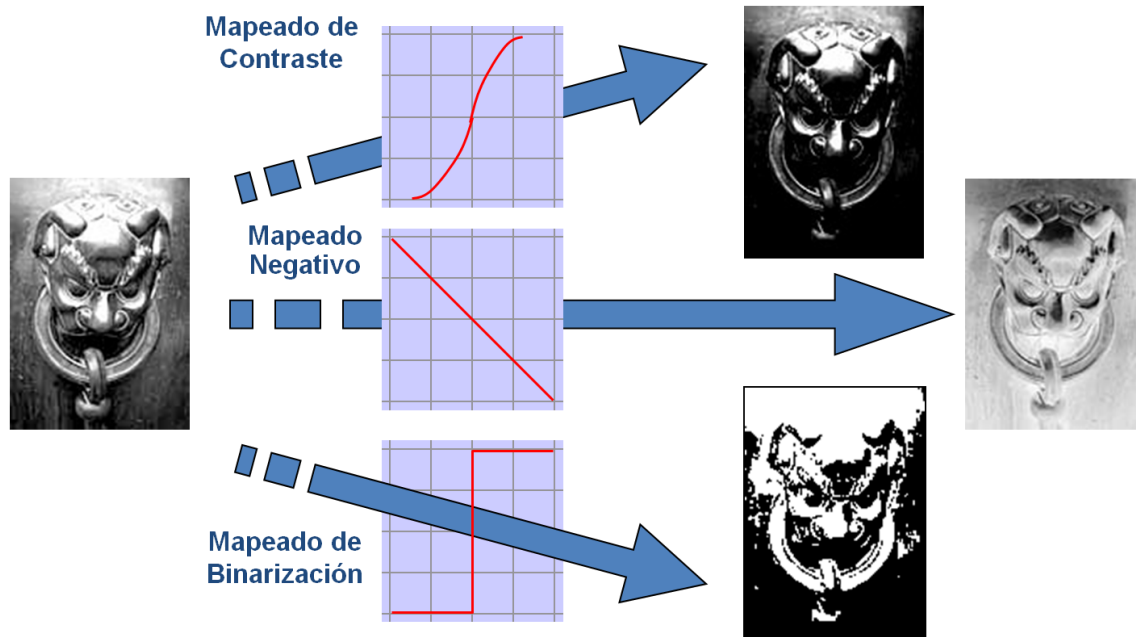 Mapeado de
Contraste
Mapeado
Negativo
Mapeado de
Binarización